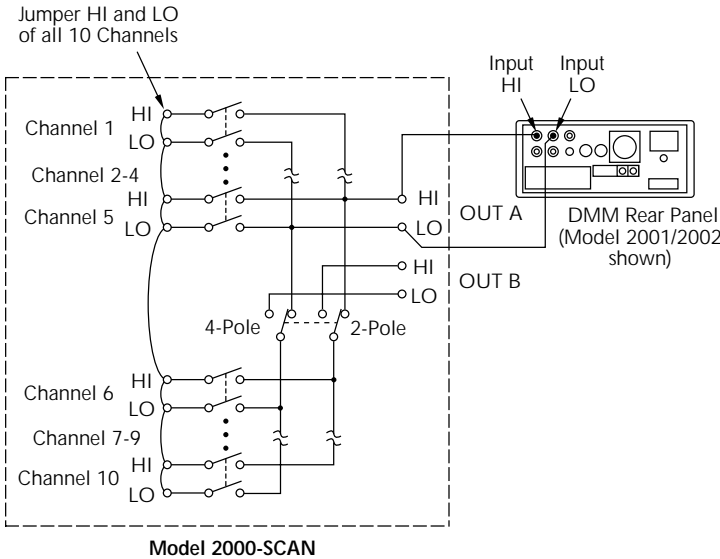 Jumper HI and LO
of all 10 Channels
Input
HI
Input
LO
Channel 1
HI
LO
Channel 2-4
Channel 5
HI
LO
HI
LO
OUT A
DMM Rear Panel
(Model 2001/2002
shown)
HI
LO
OUT B
4-Pole
2-Pole
Channel 6
HI
LO
Channel 7-9
Channel 10
HI
LO
Model 2000-SCAN